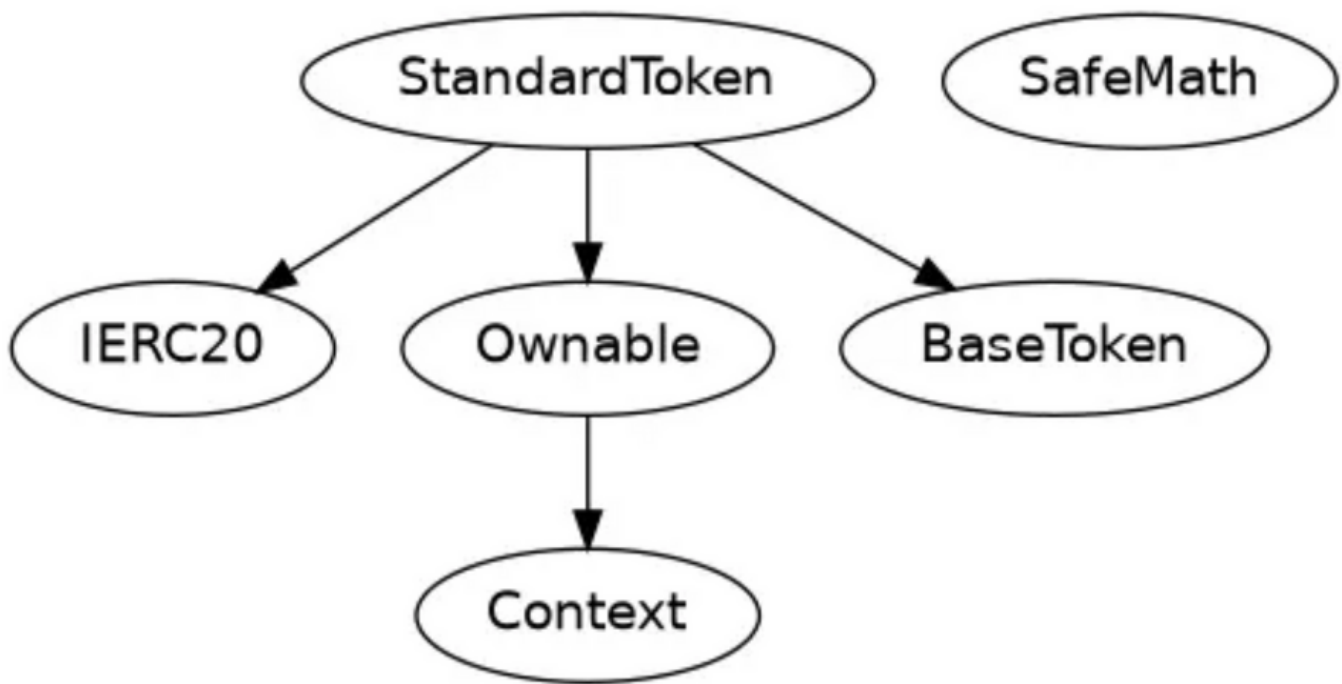 StandardToken
SafeMath
IERC20
Ownable
BaseToken
Context